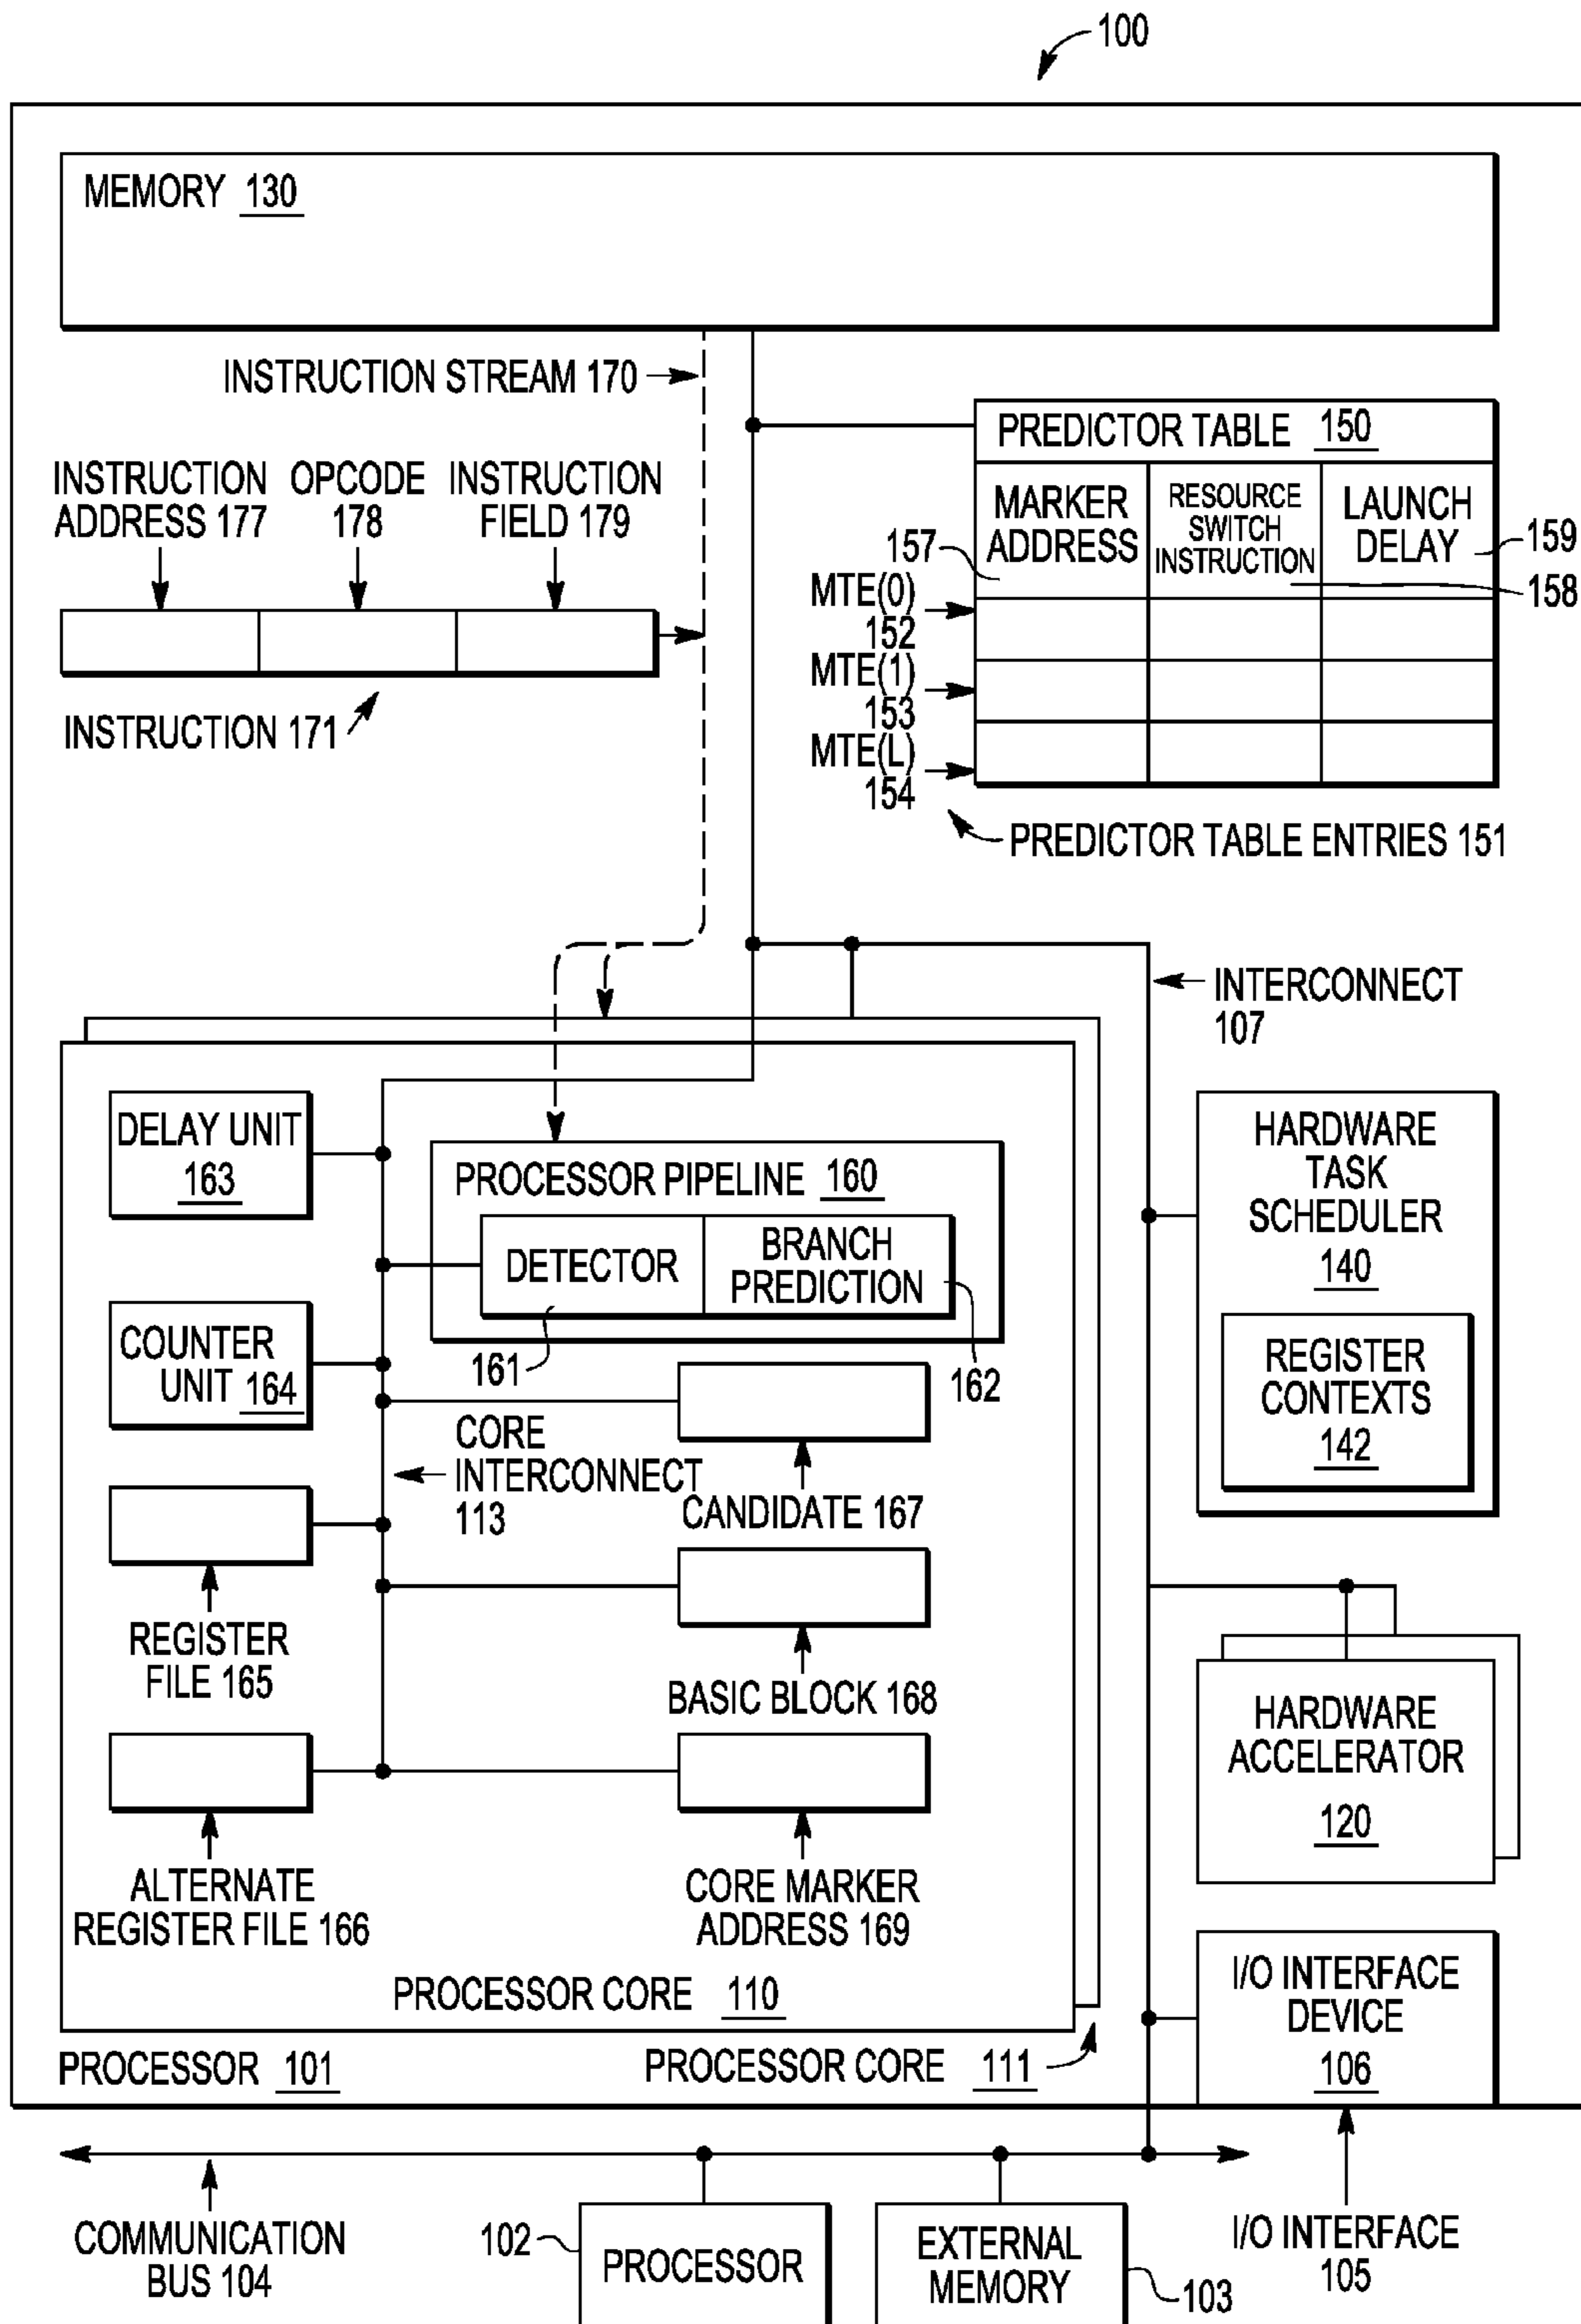 100
MEMORY 130
INSTRUCTION STREAM 170
PREDICTOR TABLE 150
MARKER
ADDRESS
RESOURCE
SWITCH
INSTRUCTION
LAUNCH
DELAY
157
159
158
MTE(0)
152
MTE(1)
153
MTE(L)
154
PREDICTOR TABLE ENTRIES 151
INSTRUCTION
ADDRESS 177
OPCODE
178
INSTRUCTION
FIELD 179
INSTRUCTION 171
INTERCONNECT
107
DELAY UNIT
163
PROCESSOR PIPELINE 160
DETECTOR
BRANCH
PREDICTION
161
162
COUNTER
UNIT 164
CORE
INTERCONNECT
113
CANDIDATE 167
REGISTER
FILE 165
BASIC BLOCK 168
ALTERNATE
REGISTER FILE 166
CORE MARKER
ADDRESS 169
PROCESSOR CORE 110
PROCESSOR 101
PROCESSOR CORE 111
HARDWARE
TASK
SCHEDULER
140
REGISTER
CONTEXTS
142
HARDWARE
ACCELERATOR
120
I/O INTERFACE
DEVICE
106
COMMUNICATION
BUS 104
102
PROCESSOR
EXTERNAL
MEMORY
103
I/O INTERFACE
105